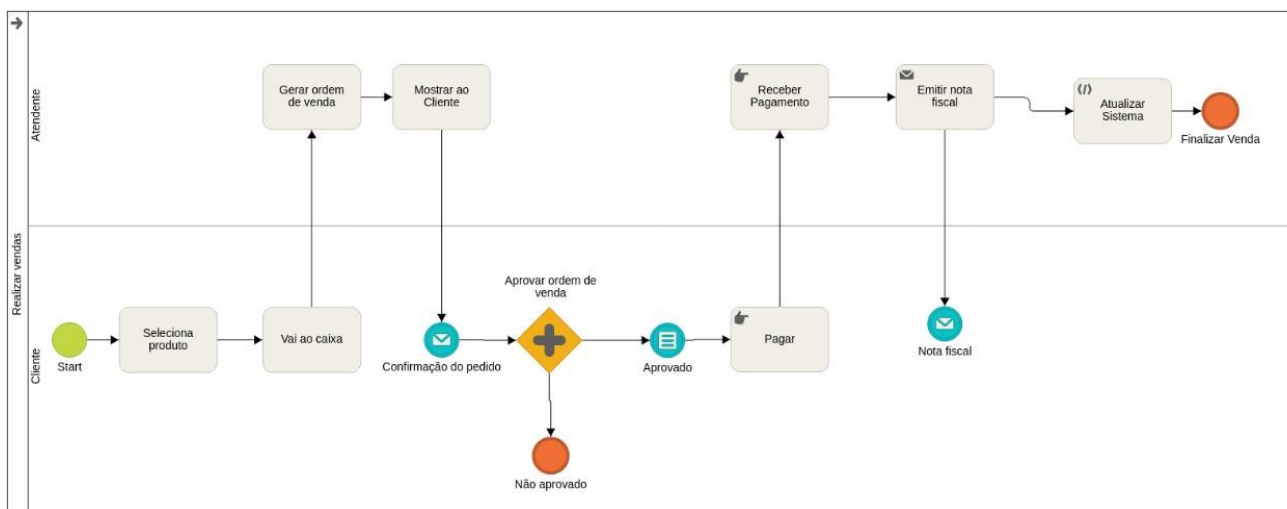 Realizar vendas
Atendente
Gerar ordem
de venda
Mostrar ao
Cliente
Receber
Pagamento
Emitir nota
fiscal
Atualizar
Sistema
Finalizar Venda
Cliente
Start
Seleciona
produto
Vai ao caixa
Confirmação do pedido
Aprovar ordem de
venda
Aprovado
Não aprovado
Pagar
Nota fiscal